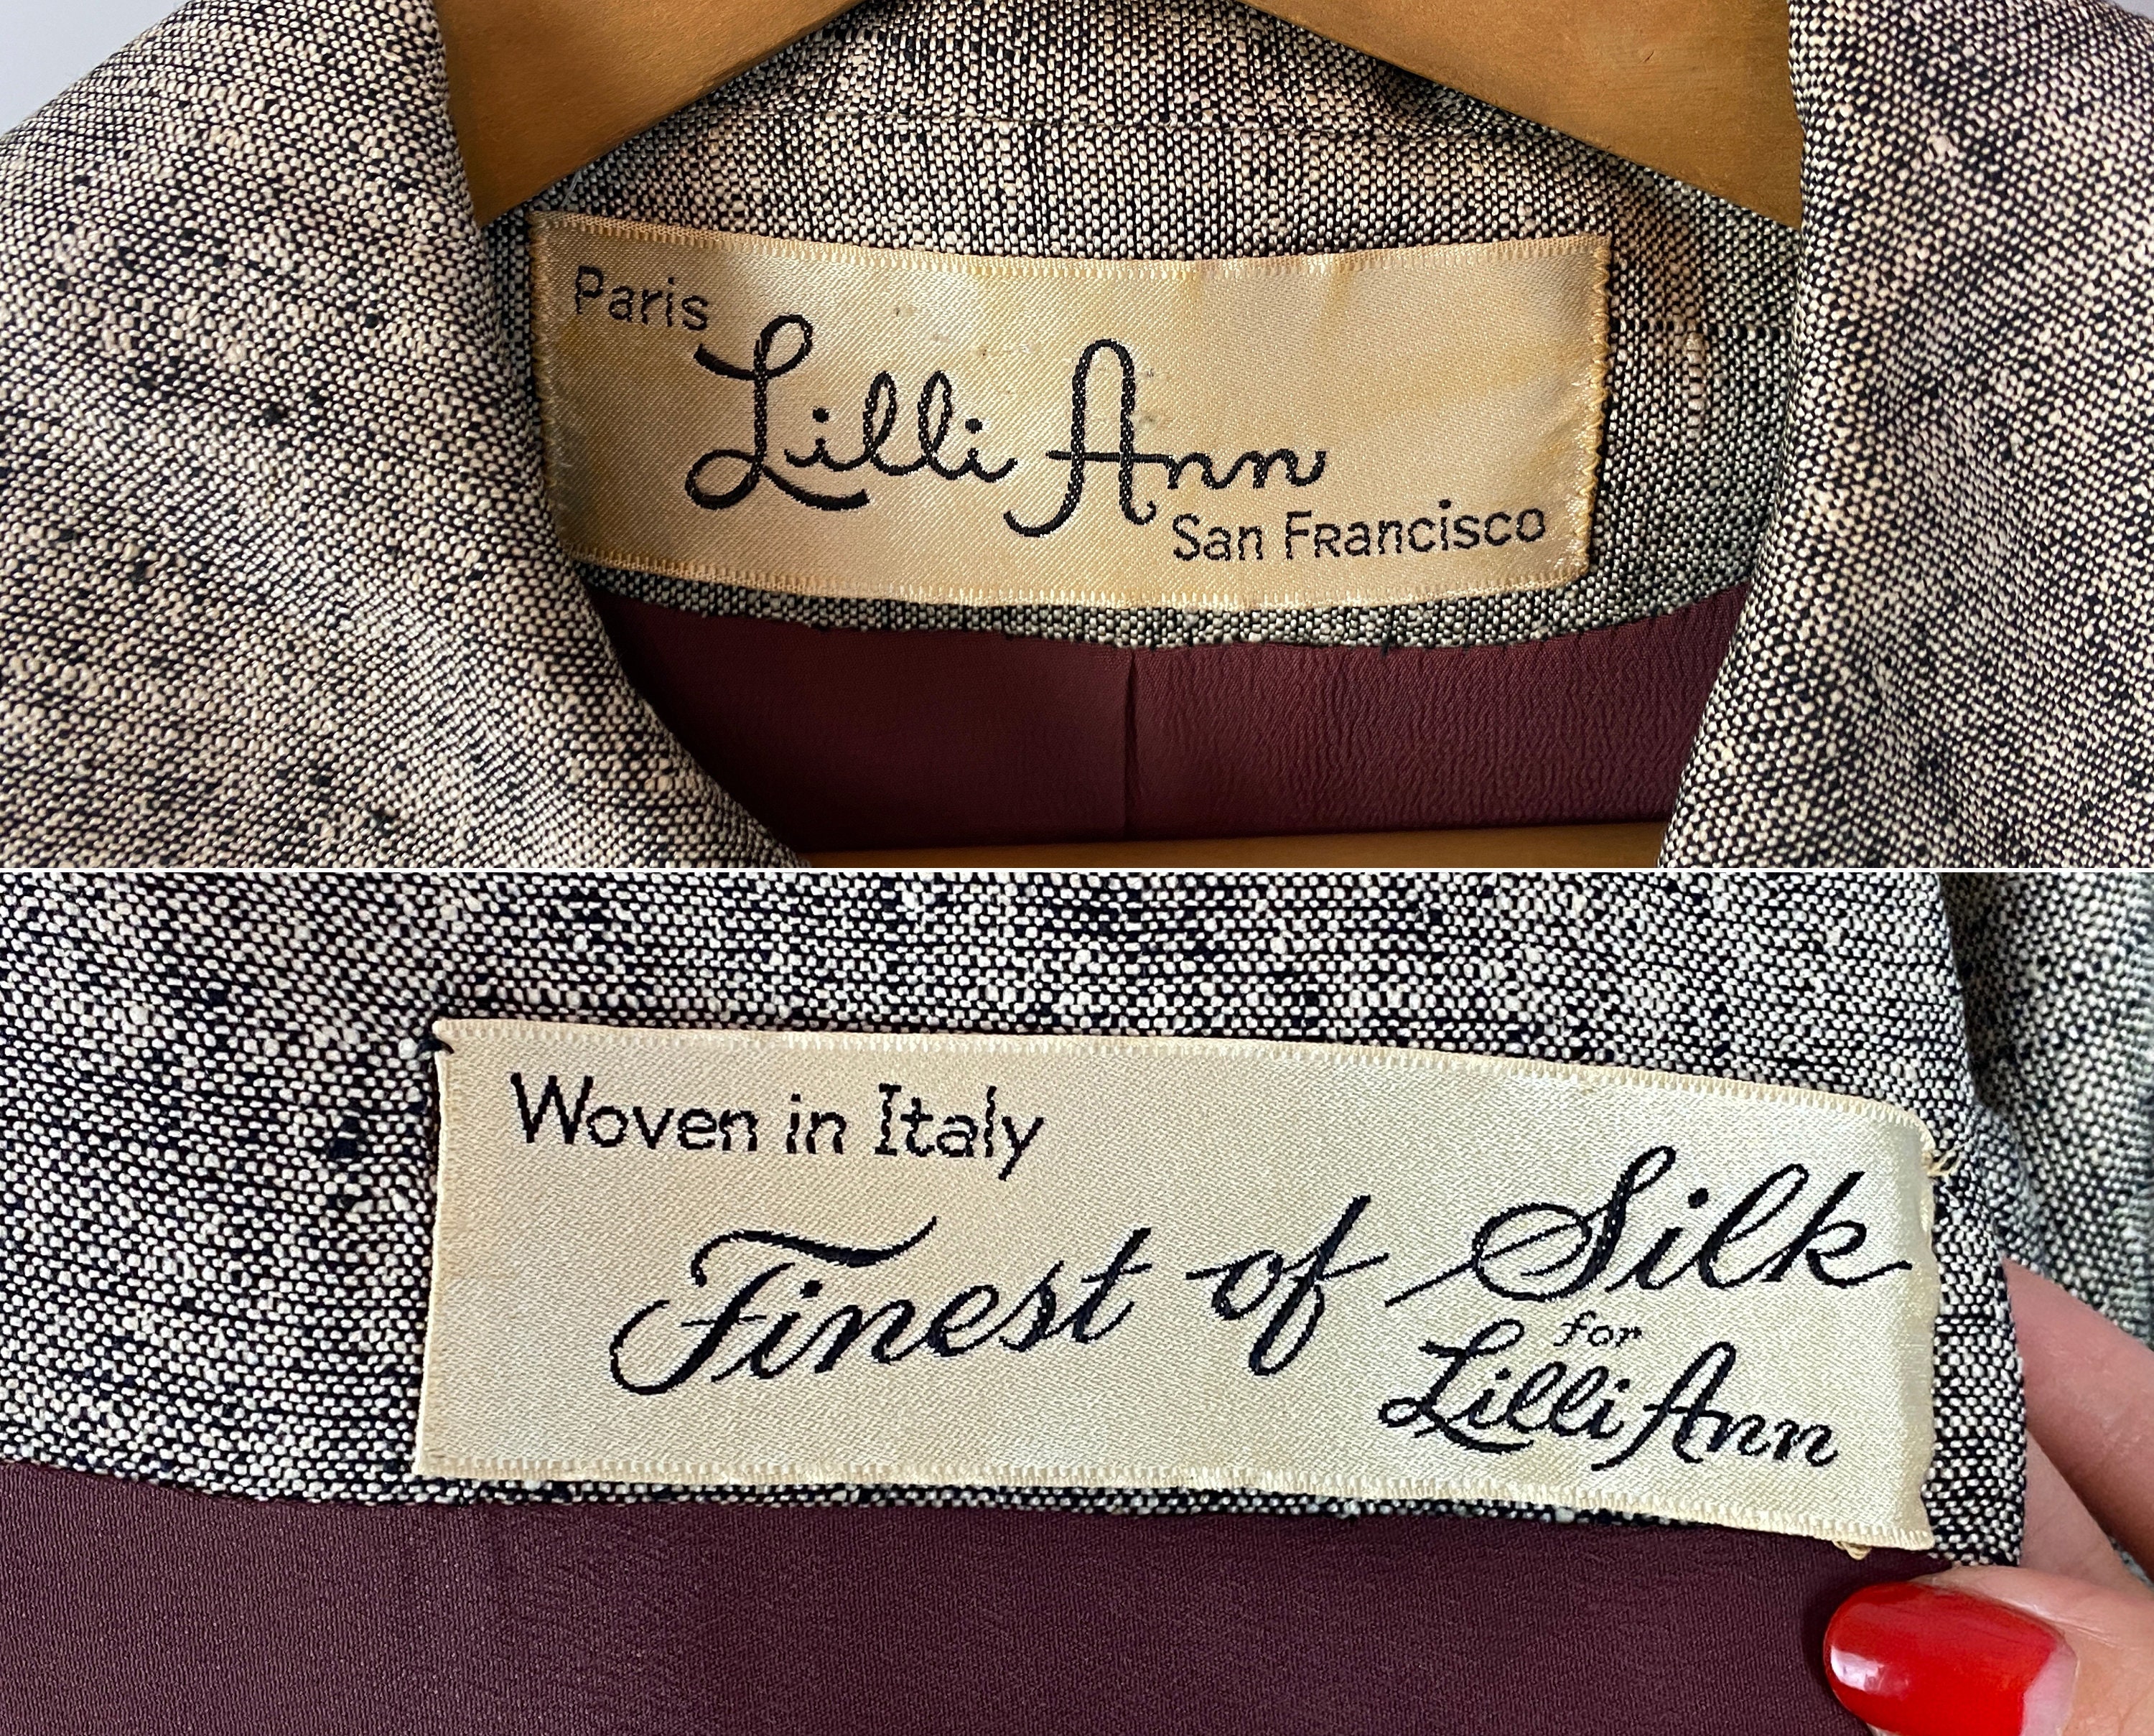 Paris
Lilli Ann
San Francisco
Woven in Italy
Finest of Silk
for
Lilli Ann